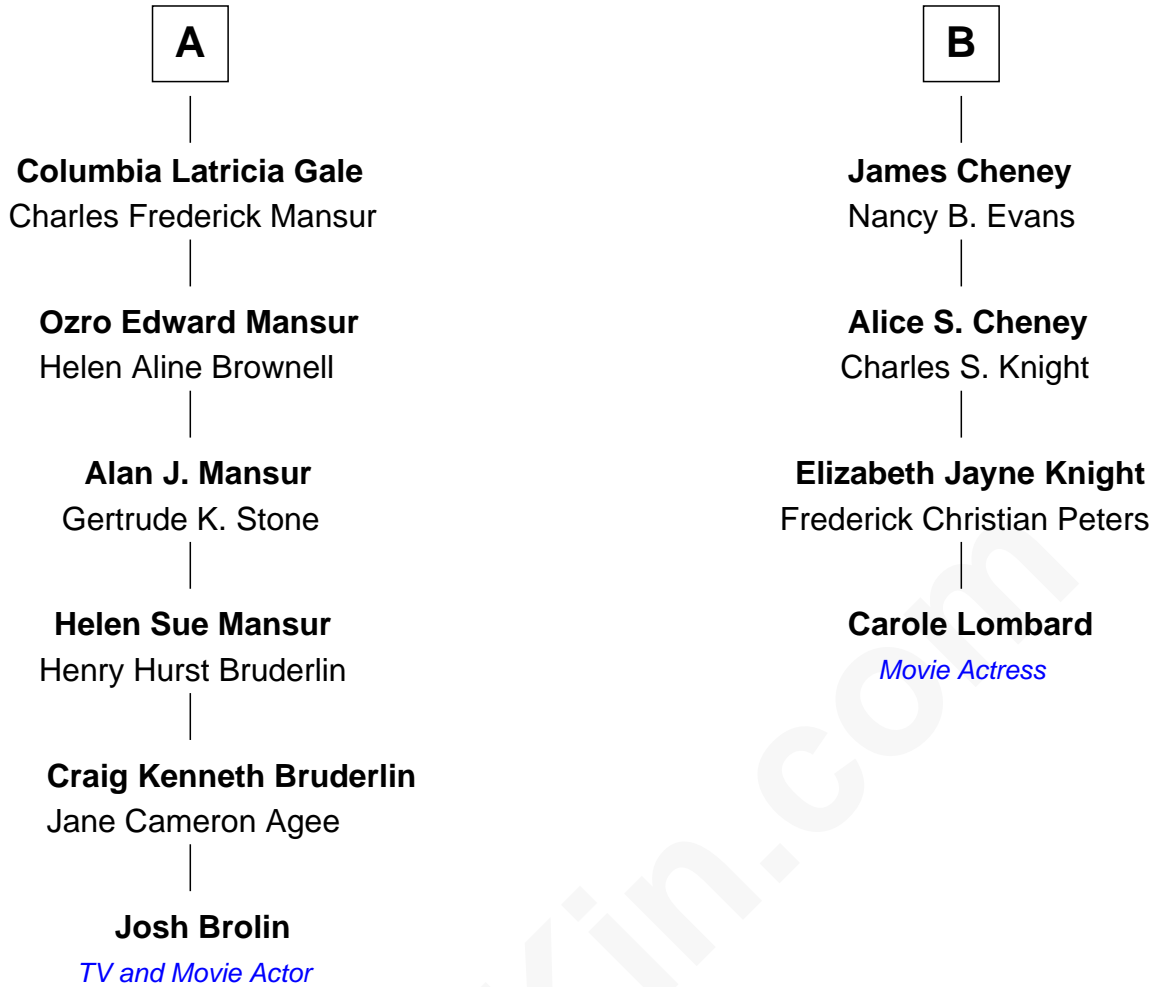 A
Columbia Latricia Gale
Charles Frederick Mansur
Ozro Edward Mansur
Helen Aline Brownell
Alan J. Mansur
Gertrude K. Stone
Helen Sue Mansur
Henry Hurst Bruderlin
Craig Kenneth Bruderlin
Jane Cameron Agee
Josh Brolin
TV and Movie Actor
B
James Cheney
Nancy B. Evans
Alice S. Cheney
Charles S. Knight
Elizabeth Jayne Knight
Frederick Christian Peters
Carole Lombard
Movie Actress
Kin.com